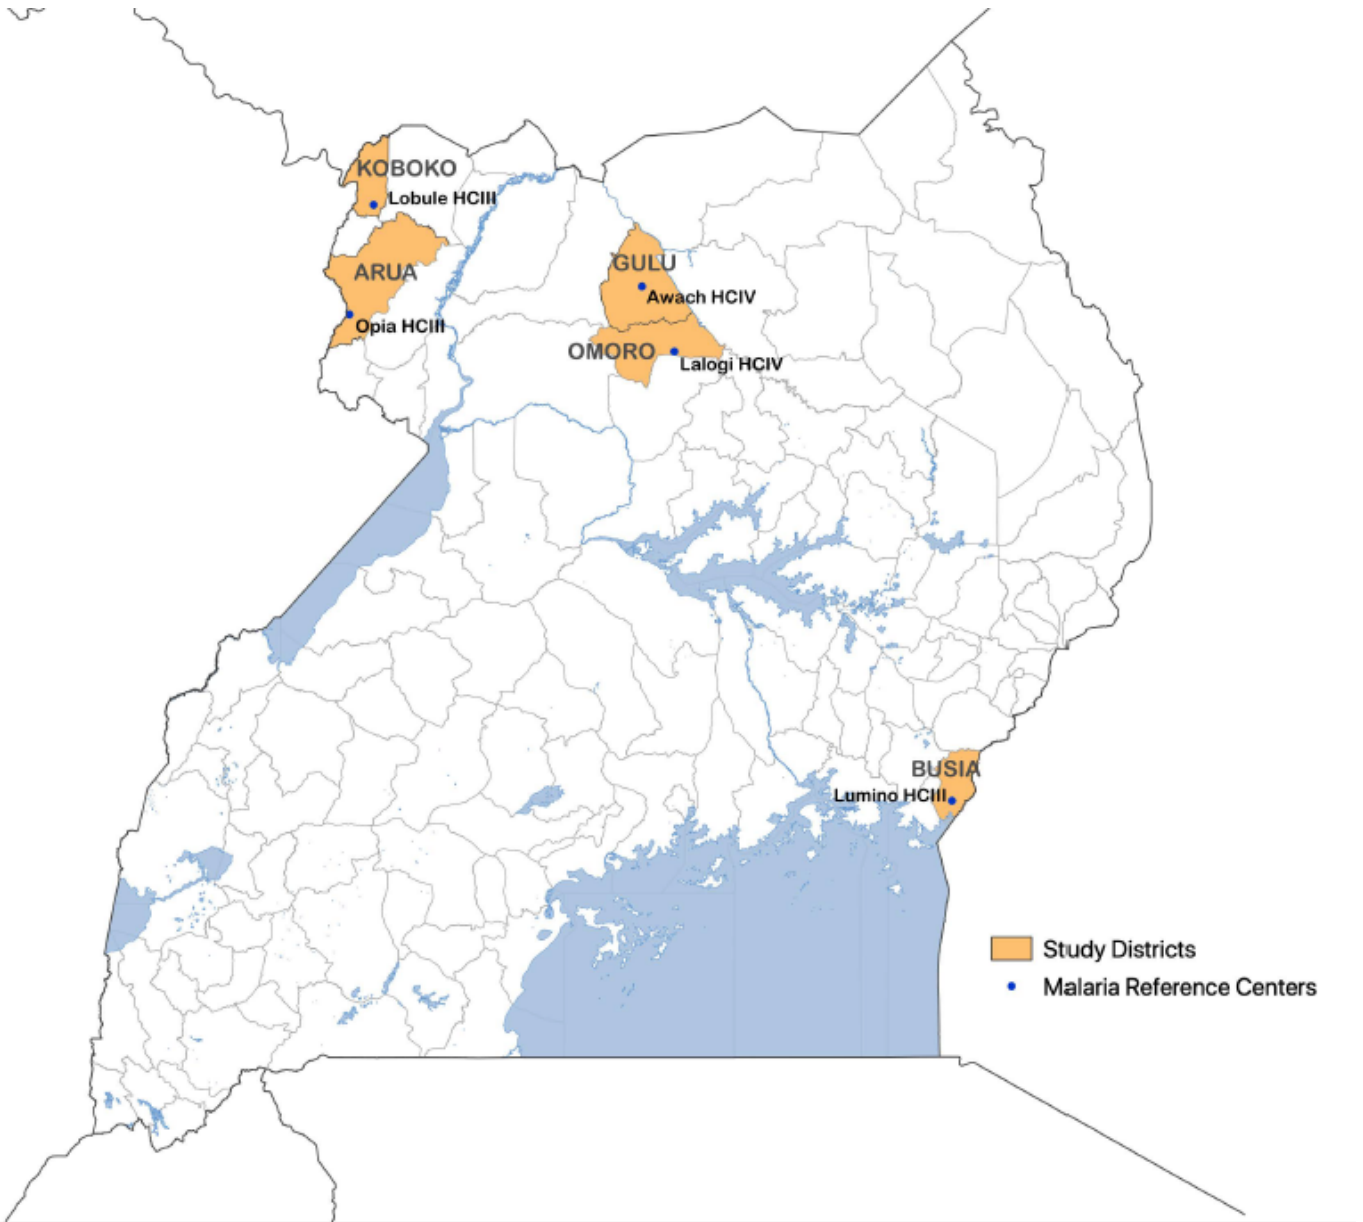 KOBOKO
Lobule HCIII
ARUA
Opia HCIII
GULU
Awach HCIV
OMORO
Lalogi HCIV
BUSIA
Lumino HCIII
Study Districts
Malaria Reference Centers